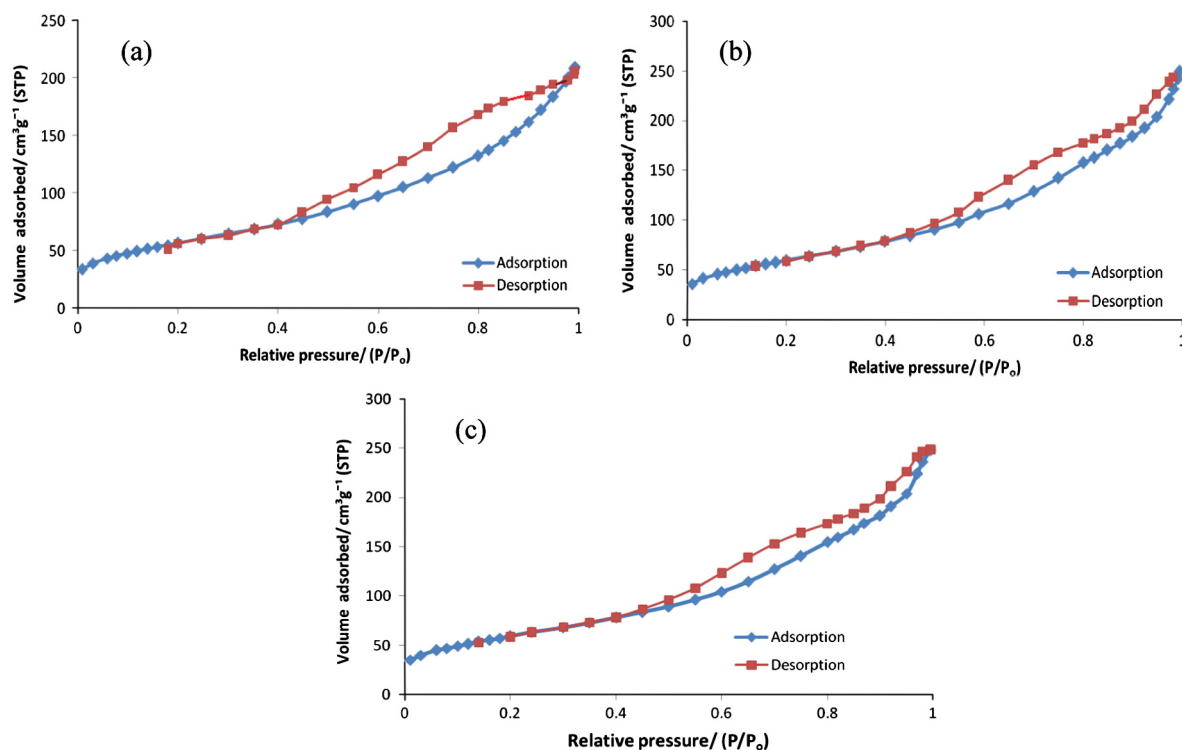 (a)
Volume adsorbed/ cm³g⁻¹ (STP)
250
200
150
100
50
0
0 0.2 0.4 0.6 0.8 1
Adsorption
Desorption
Relative pressure/ (P/Pₒ)
(b)
Volume adsorbed/ cm³g⁻¹ (STP)
300
250
200
150
100
50
0
0 0.2 0.4 0.6 0.8 1
Adsorption
Desorption
Relative pressure/ (P/Pₒ)
(c)
Volume adsorbed/ cm³g⁻¹ (STP)
300
250
200
150
100
50
0
0 0.2 0.4 0.6 0.8 1
Adsorption
Desorption
Relative pressure/ (P/Pₒ)